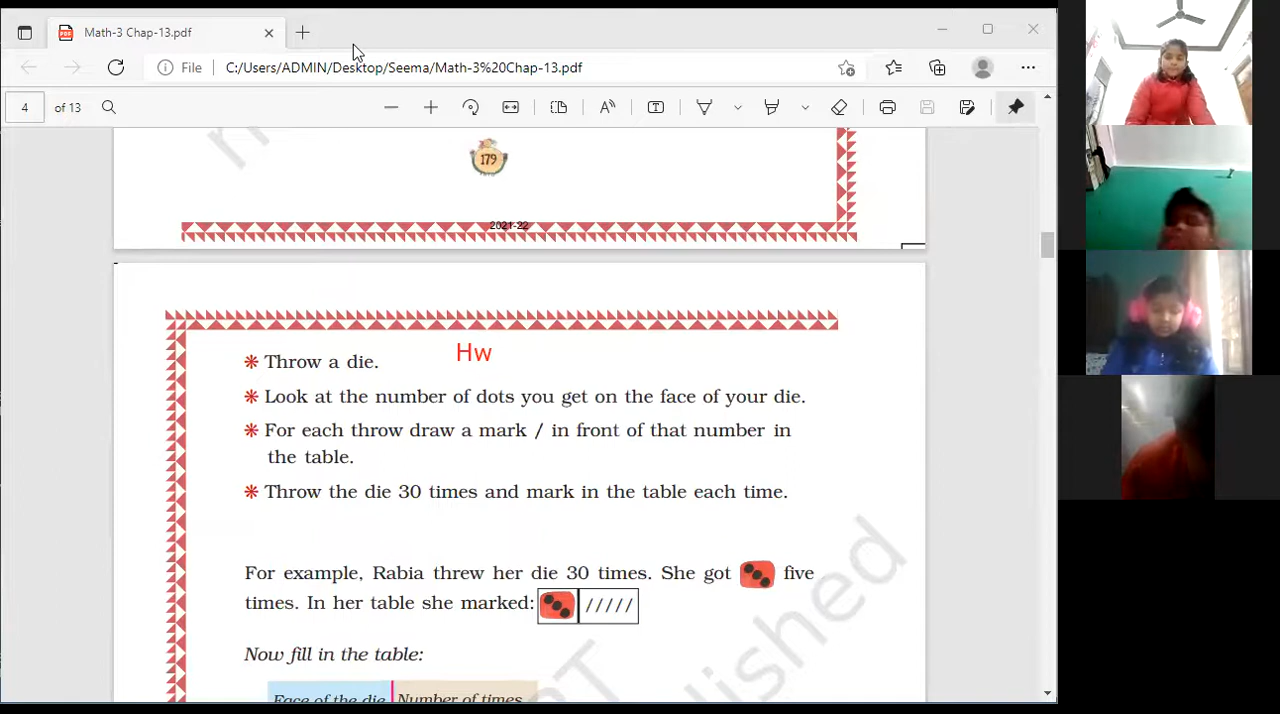 Math-3 Chap-13.pdf
File
C:/Users/ADMIN/Desktop/Seema/Math-3%20Chap-13.pdf
4 of 13
179
2021-22
Throw a die.
Hw
Look at the number of dots you get on the face of your die.
For each throw draw a mark / in front of that number in
the table.
Throw the die 30 times and mark in the table each time.
For example, Rabia threw her die 30 times. She got five
times. In her table she marked: /////
Now fill in the table:
Face of the die Number of times